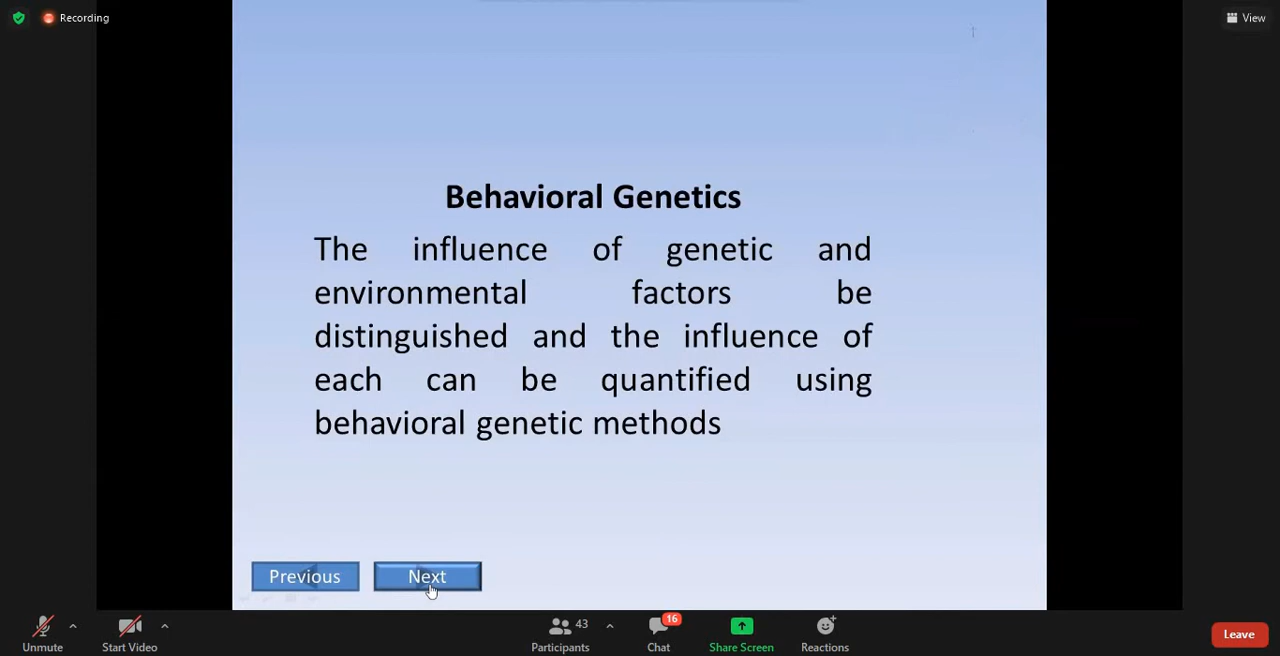 Recording
View
Behavioral Genetics
The influence of genetic and
environmental factors be
distinguished and the influence of
each can be quantified using
behavioral genetic methods
Previous
Next
43
16
Unmute
Start Video
Participants
Chat
Share Screen
Reactions
Leave